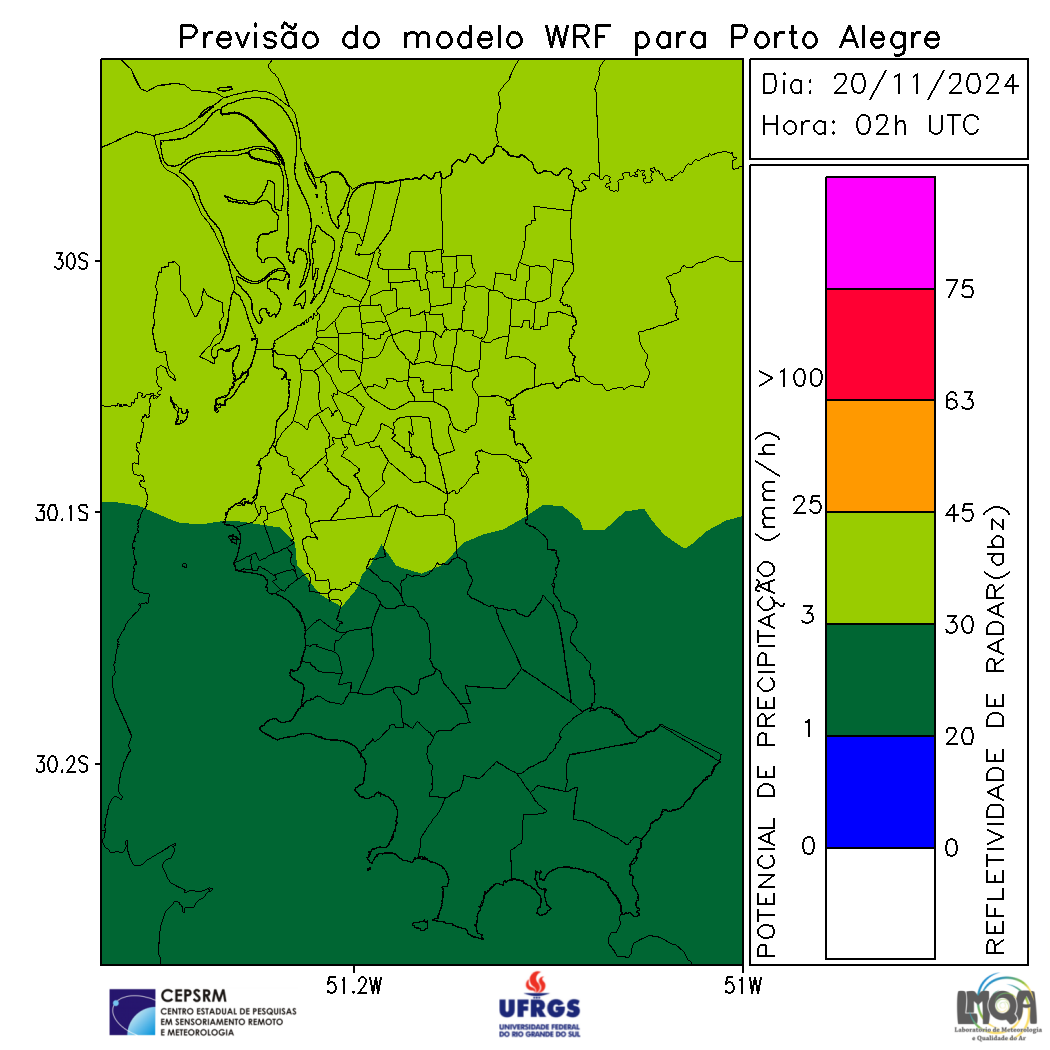 Previsão do modelo WRF para Porto Alegre
Dia: 20/11/2024
Hora: 02h UTC
30S
30.1S
30.2S
51.2W
51W
POTENCIAL DE PRECIPITAÇÃO (mm/h)
>100
25
3
1
0
75
63
45
30
20
0
REFLETIVIDADE DE RADAR(dbz)
CEPSRM
CENTRO ESTADUAL DE PESQUISAS
EM SENSORIAMENTO REMOTO
E METEOROLOGIA
UFRGS
UNIVERSIDADE FEDERAL
DO RIO GRANDE DO SUL
LMQA
Laboratório de Meteorologia
e Qualidade do Ar